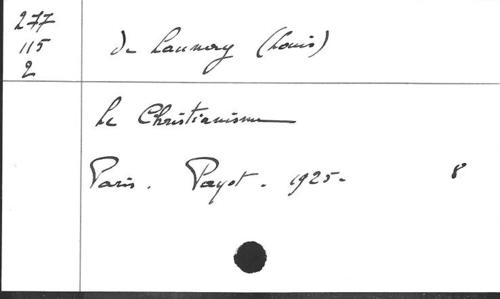 277
115
2
de Launay (Louis)
Le Christianisme
Paris. Payot. 1925- 8